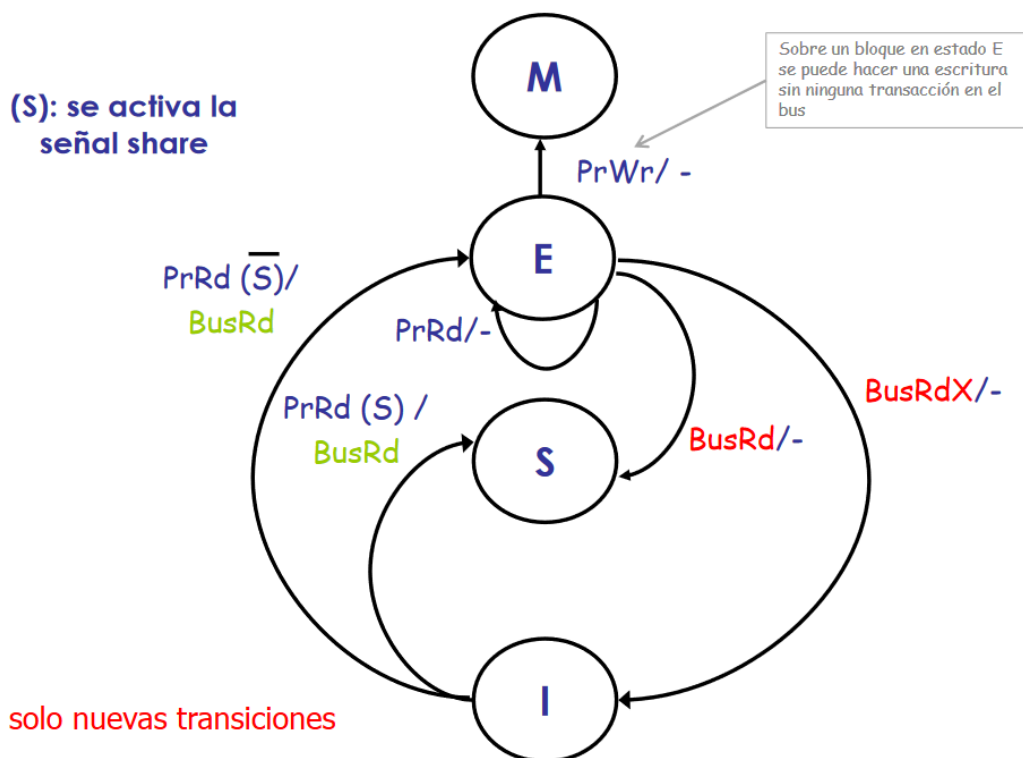 M
Sobre un bloque en estado E
se puede hacer una escritura
sin ninguna transacción en el
bus
(S): se activa la
señal share
PrWr/ -
E
PrRd (S̅)/
BusRd
PrRd/-
PrRd (S) /
BusRd
BusRdX/-
BusRd/-
S
I
solo nuevas transiciones